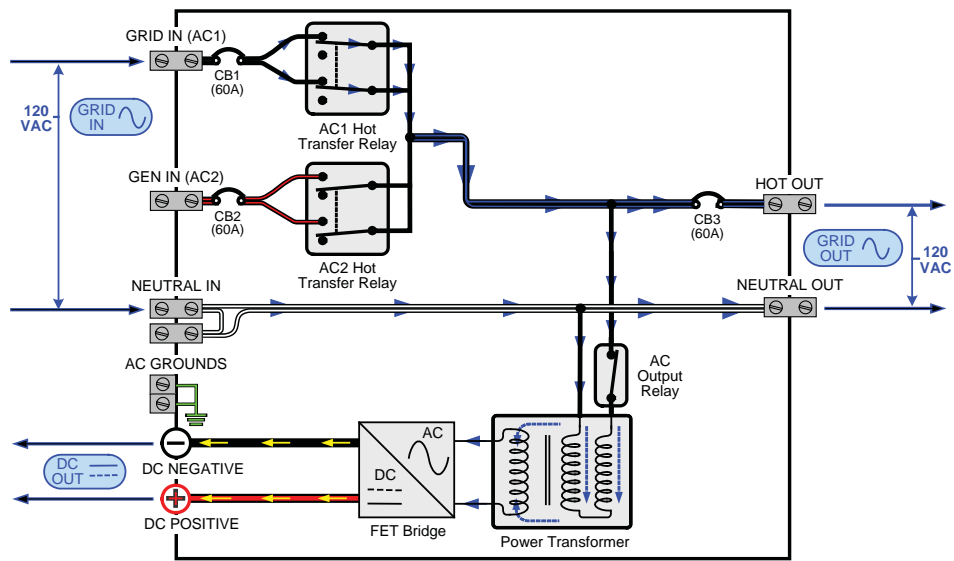 GRID IN (AC1)
CB1
(60A)
AC1 Hot
Transfer Relay
120
VAC
GRID
IN
GEN IN (AC2)
CB2
(60A)
AC2 Hot
Transfer Relay
HOT OUT
CB3
(60A)
GRID
OUT
120
VAC
NEUTRAL IN
NEUTRAL OUT
AC GROUNDS
AC
Output
Relay
DC NEGATIVE
DC
OUT
DC POSITIVE
AC
DC
FET Bridge
Power Transformer